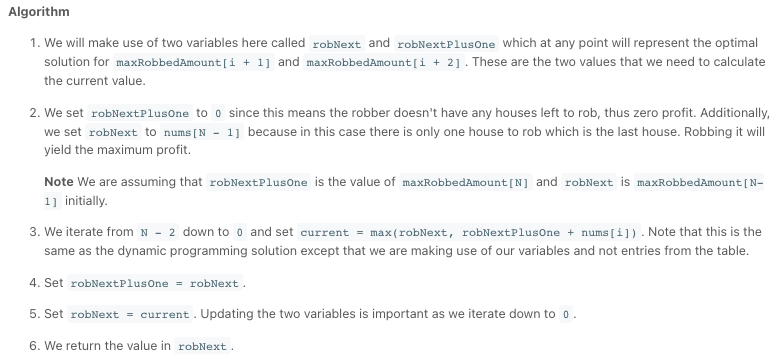 Algorithm
1. We will make use of two variables here called robNext and robNextPlusOne which at any point will represent the optimal
solution for maxRobbedAmount[i + 1] and maxRobbedAmount[i + 2]. These are the two values that we need to calculate
the current value.
2. We set robNextPlusOne to 0 since this means the robber doesn't have any houses left to rob, thus zero profit. Additionally,
we set robNext to nums[N - 1] because in this case there is only one house to rob which is the last house. Robbing it will
yield the maximum profit.
Note We are assuming that robNextPlusOne is the value of maxRobbedAmount[N] and robNext is maxRobbedAmount[N-
1] initially.
3. We iterate from N - 2 down to 0 and set current = max(robNext, robNextPlusOne + nums[i]). Note that this is the
same as the dynamic programming solution except that we are making use of our variables and not entries from the table.
4. Set robNextPlusOne = robNext.
5. Set robNext = current. Updating the two variables is important as we iterate down to 0.
6. We return the value in robNext.